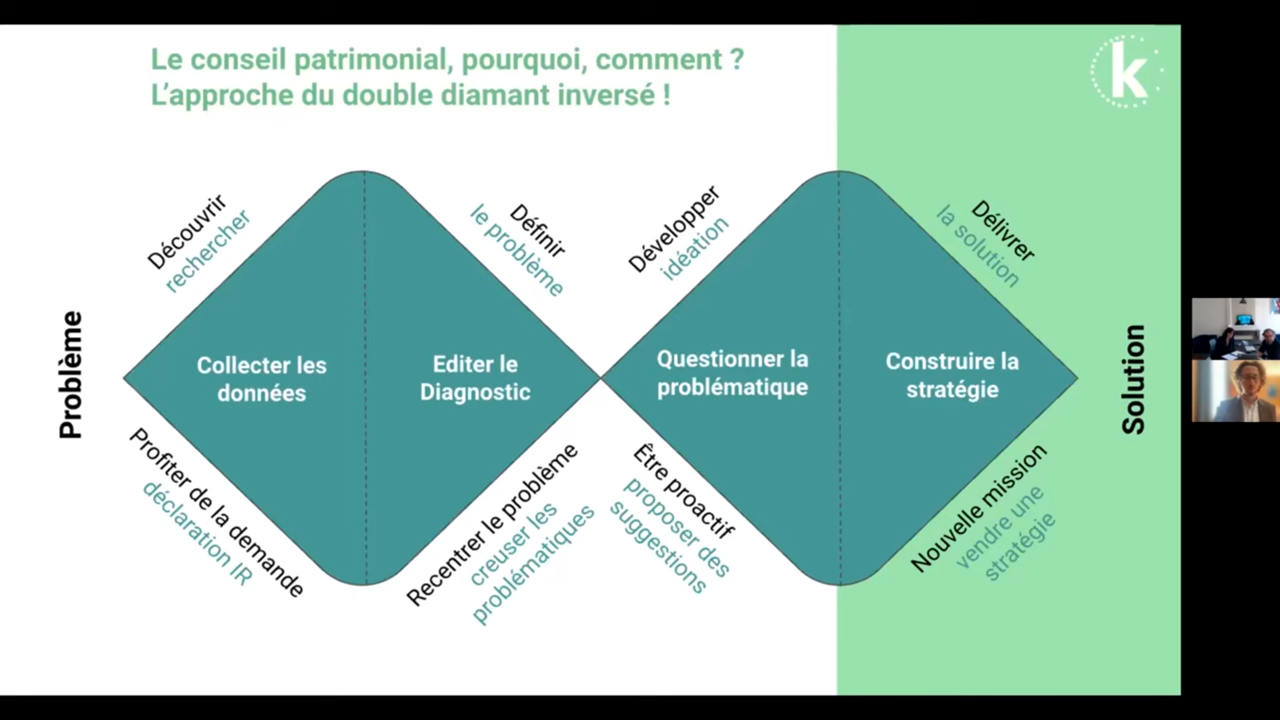 Le conseil patrimonial, pourquoi, comment ?
L’approche du double diamant inversé !
k
Problème
Découvrir
rechercher
Définir
le problème
Développer
idéation
Délivrer
la solution
Collecter les
données
Editer le
Diagnostic
Questionner la
problématique
Construire la
stratégie
Solution
Profiter de la demande
déclaration IR
Recentrer le problème
creuser les
problématiques
Être proactif
proposer des
suggestions
Nouvelle mission
vendre une
stratégie